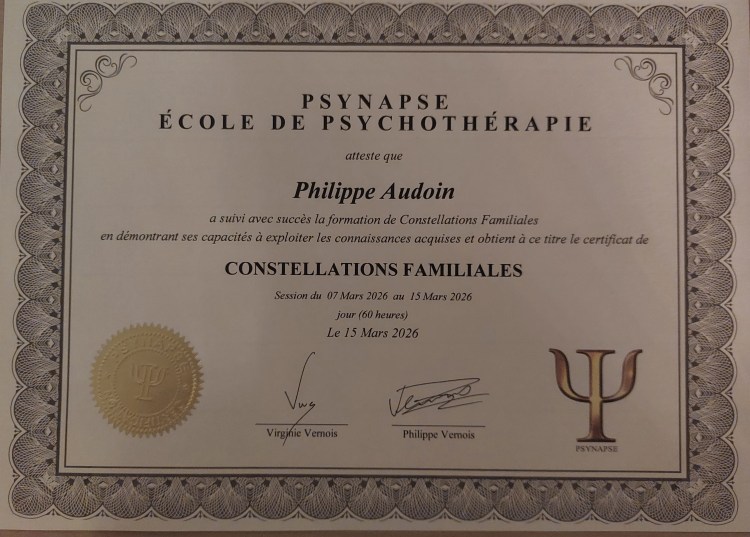 PSYNAPSE
ÉCOLE DE PSYCHOTHÉRAPIE
atteste que
Philippe Audoin
a suivi avec succès la formation de Constellations Familiales
en démontrant ses capacités à exploiter les connaissances acquises et obtient à ce titre le certificat de
CONSTELLATIONS FAMILIALES
Session du 07 Mars 2026 au 15 Mars 2026
jour (60 heures)
Le 15 Mars 2026
Virginie Vernois
Philippe Vernois
PSYNAPSE